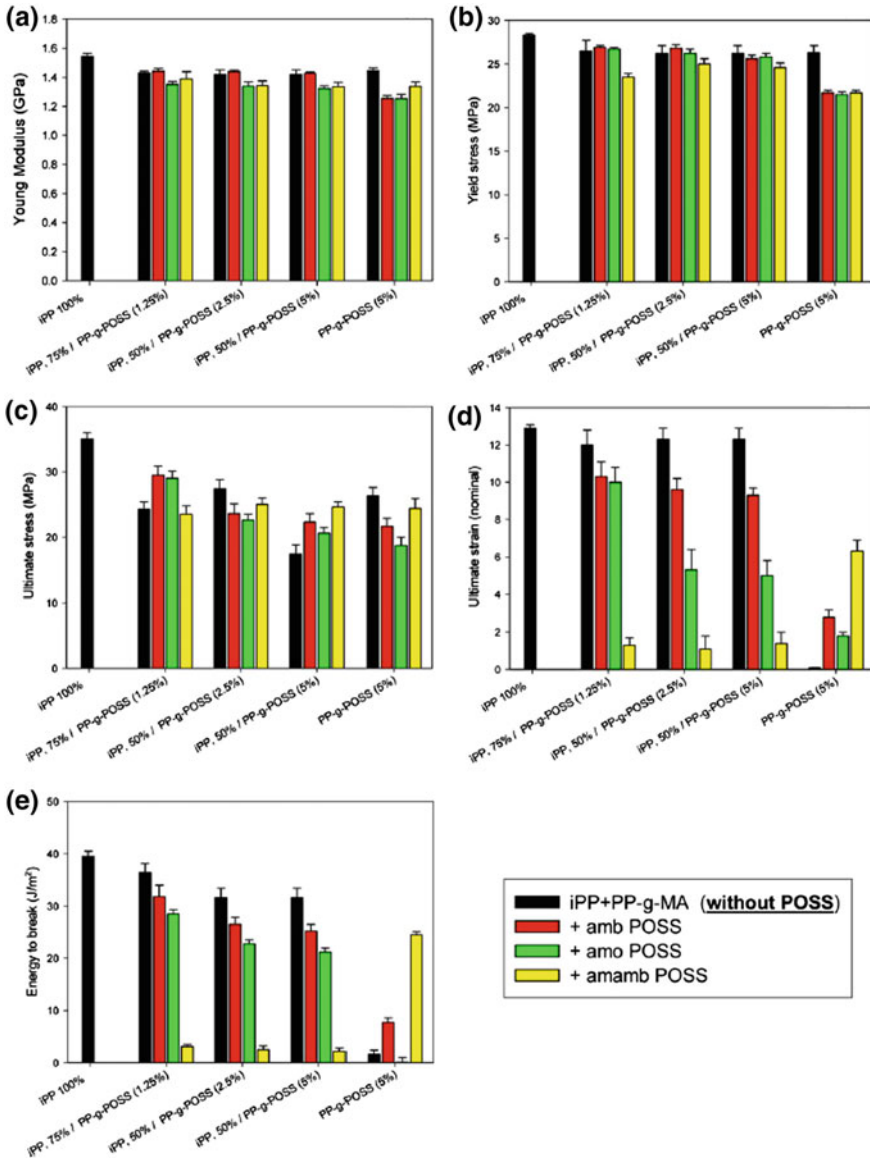 (a)
Young Modulus (GPa)
1.8
1.6
1.4
1.2
1.0
0.8
0.6
0.4
0.2
0.0
iPP 100%
iPP, 75% / PP-g-POSS (1.25%)
iPP, 50% / PP-g-POSS (2.5%)
iPP, 50% / PP-g-POSS (5%)
PP-g-POSS (5%)
(b)
Yield stress (MPa)
30
25
20
15
10
5
0
iPP 100%
iPP, 75% / PP-g-POSS (1.25%)
iPP, 50% / PP-g-POSS (2.5%)
iPP, 50% / PP-g-POSS (5%)
PP-g-POSS (5%)
(c)
Ultimate stress (MPa)
40
30
20
10
0
iPP 100%
iPP, 75% / PP-g-POSS (1.25%)
iPP, 50% / PP-g-POSS (2.5%)
iPP, 50% / PP-g-POSS (5%)
PP-g-POSS (5%)
(d)
Ultimate strain (nominal)
14
12
10
8
6
4
2
0
iPP 100%
iPP, 75% / PP-g-POSS (1.25%)
iPP, 50% / PP-g-POSS (2.5%)
iPP, 50% / PP-g-POSS (5%)
PP-g-POSS (5%)
(e)
Energy to break (J/m²)
50
40
30
20
10
0
iPP 100%
iPP, 75% / PP-g-POSS (1.25%)
iPP, 50% / PP-g-POSS (2.5%)
iPP, 50% / PP-g-POSS (5%)
PP-g-POSS (5%)
iPP+PP-g-MA (without POSS)
+ amb POSS
+ amo POSS
+ amamb POSS